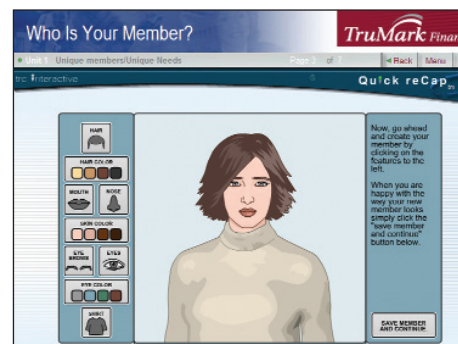 Who Is Your Member?
TruMark Finan
• Unit 1 Unique members/Unique Needs
Page 3 of 7
Back
Menu
trc interactive
Quick reCap
Now, go ahead
and create your
member by
clicking on the
features to the
left.
When you are
happy with the
way your new
member looks
simply click the
"save member
and continue"
button below.
HAIR
HAIR COLOR
MOUTH
NOSE
SKIN COLOR
EYE
BROWS
EYES
EYE COLOR
SHIRT
SAVE MEMBER
AND CONTINUE